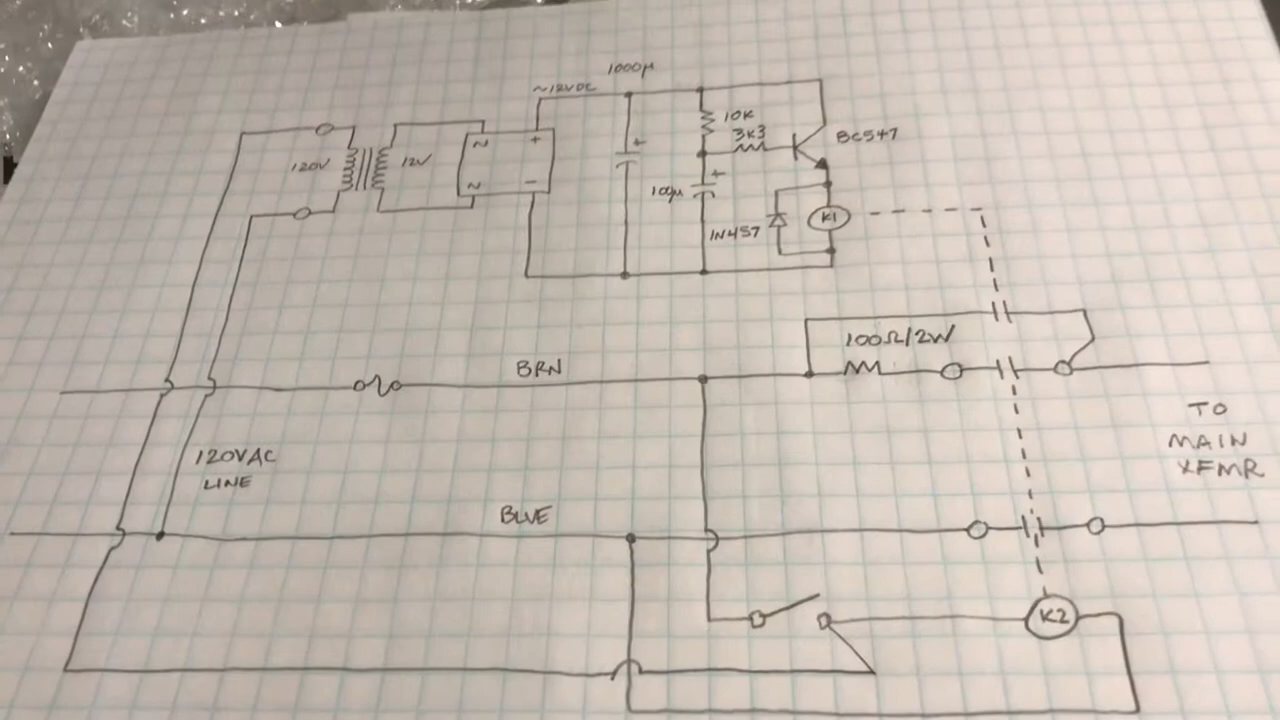 1000µ
~12VDC
10K
3K3
BC547
120V
12V
~
+
~
−
+
+
100µ
1N457
K1
100Ω/2W
BRN
TO
MAIN
XFMR
120VAC
LINE
BLUE
K2